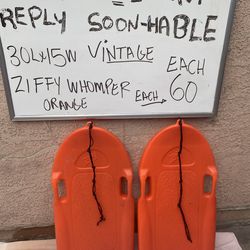 REPLY SOON-HABLE
30LX15W VINTAGE EACH
ZIFFY WHOMPER EACH 60
ORANGE